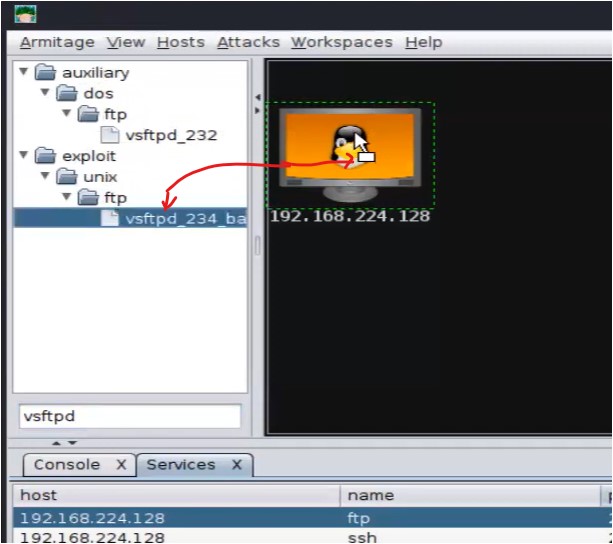 Armitage View Hosts Attacks Workspaces Help
auxiliary
dos
ftp
vsftpd_232
exploit
unix
ftp
vsftpd_234_ba
192.168.224.128
vsftpd
Console X Services X
host name
192.168.224.128 ftp
192.168.224.128 ssh